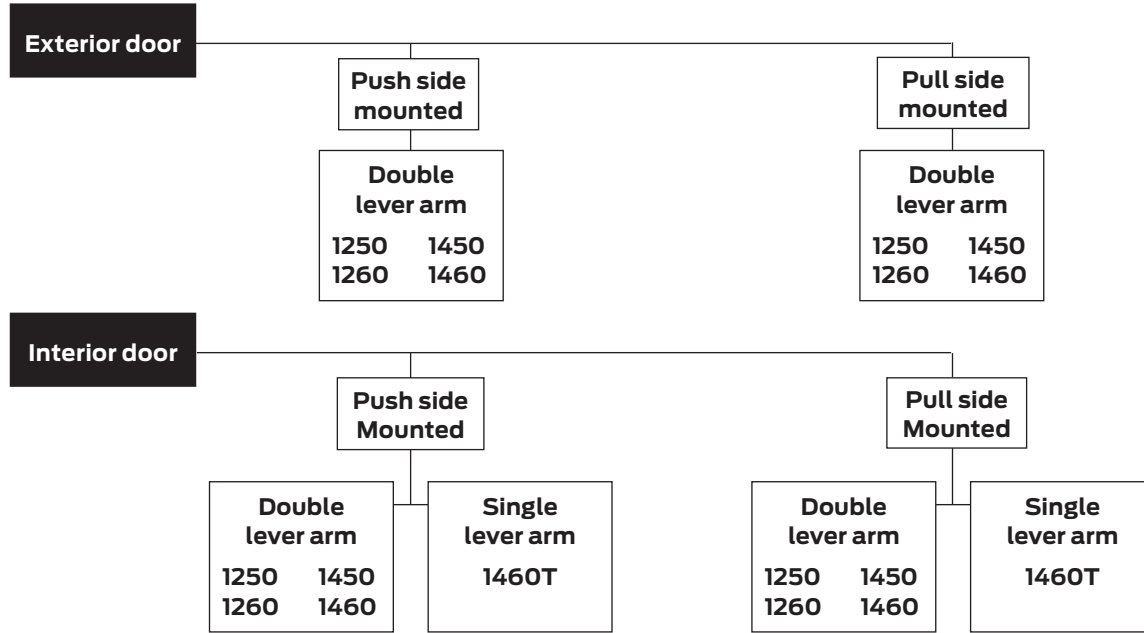 Exterior door
Push side
mounted
Pull side
mounted
Double
lever arm
1250 1450
1260 1460
Double
lever arm
1250 1450
1260 1460
Interior door
Push side
Mounted
Pull side
Mounted
Double
lever arm
1250 1450
1260 1460
Single
lever arm
1460T
Double
lever arm
1250 1450
1260 1460
Single
lever arm
1460T